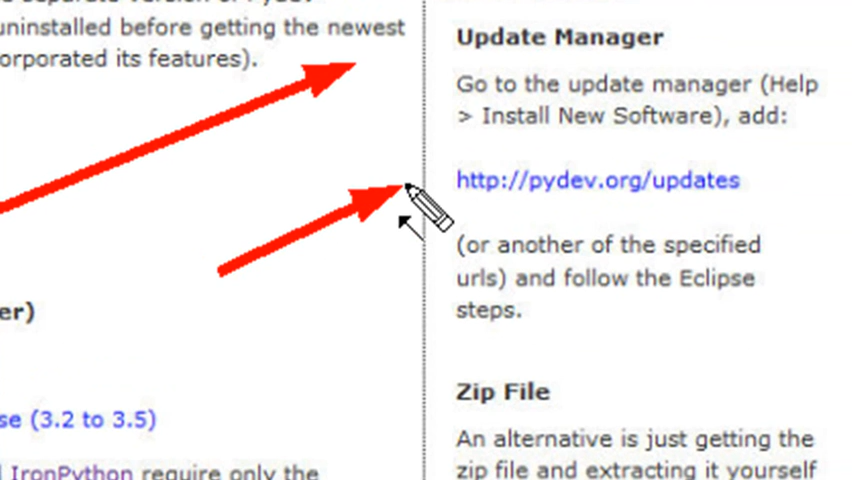 uninstalled before getting the newest
orporated its features).
er)
se (3.2 to 3.5)
IronPython require only the
Update Manager
Go to the update manager (Help
> Install New Software), add:
http://pydev.org/updates
(or another of the specified
urls) and follow the Eclipse
steps.
Zip File
An alternative is just getting the
zip file and extracting it yourself